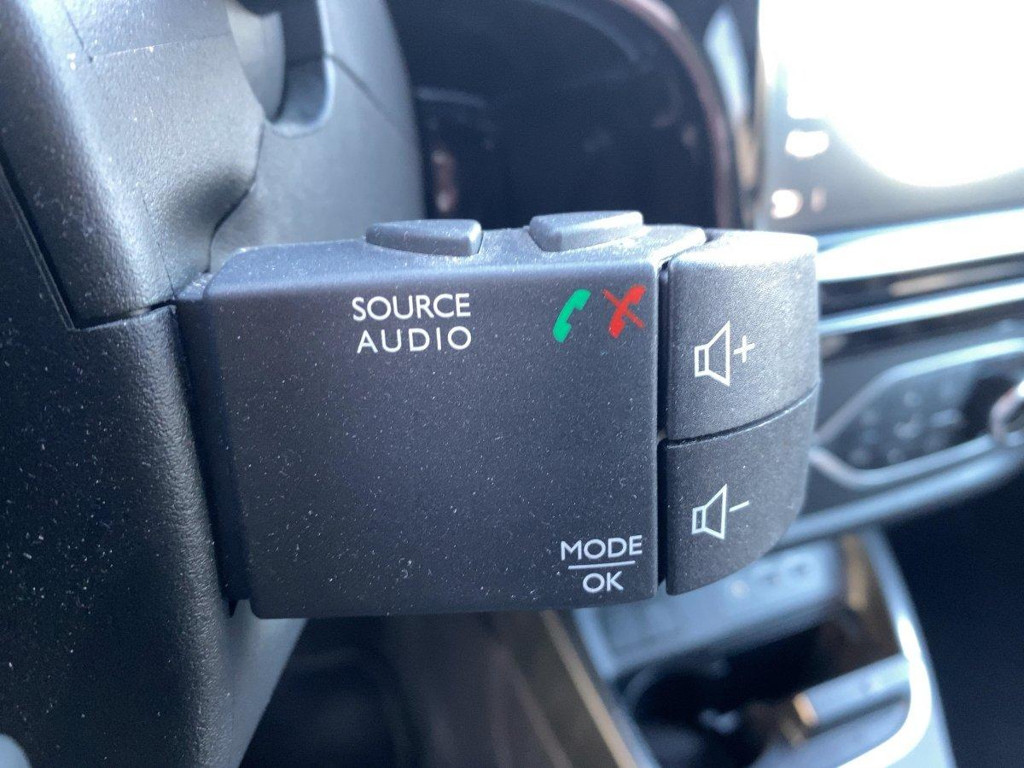 SOURCE
AUDIO
+
-
MODE
OK